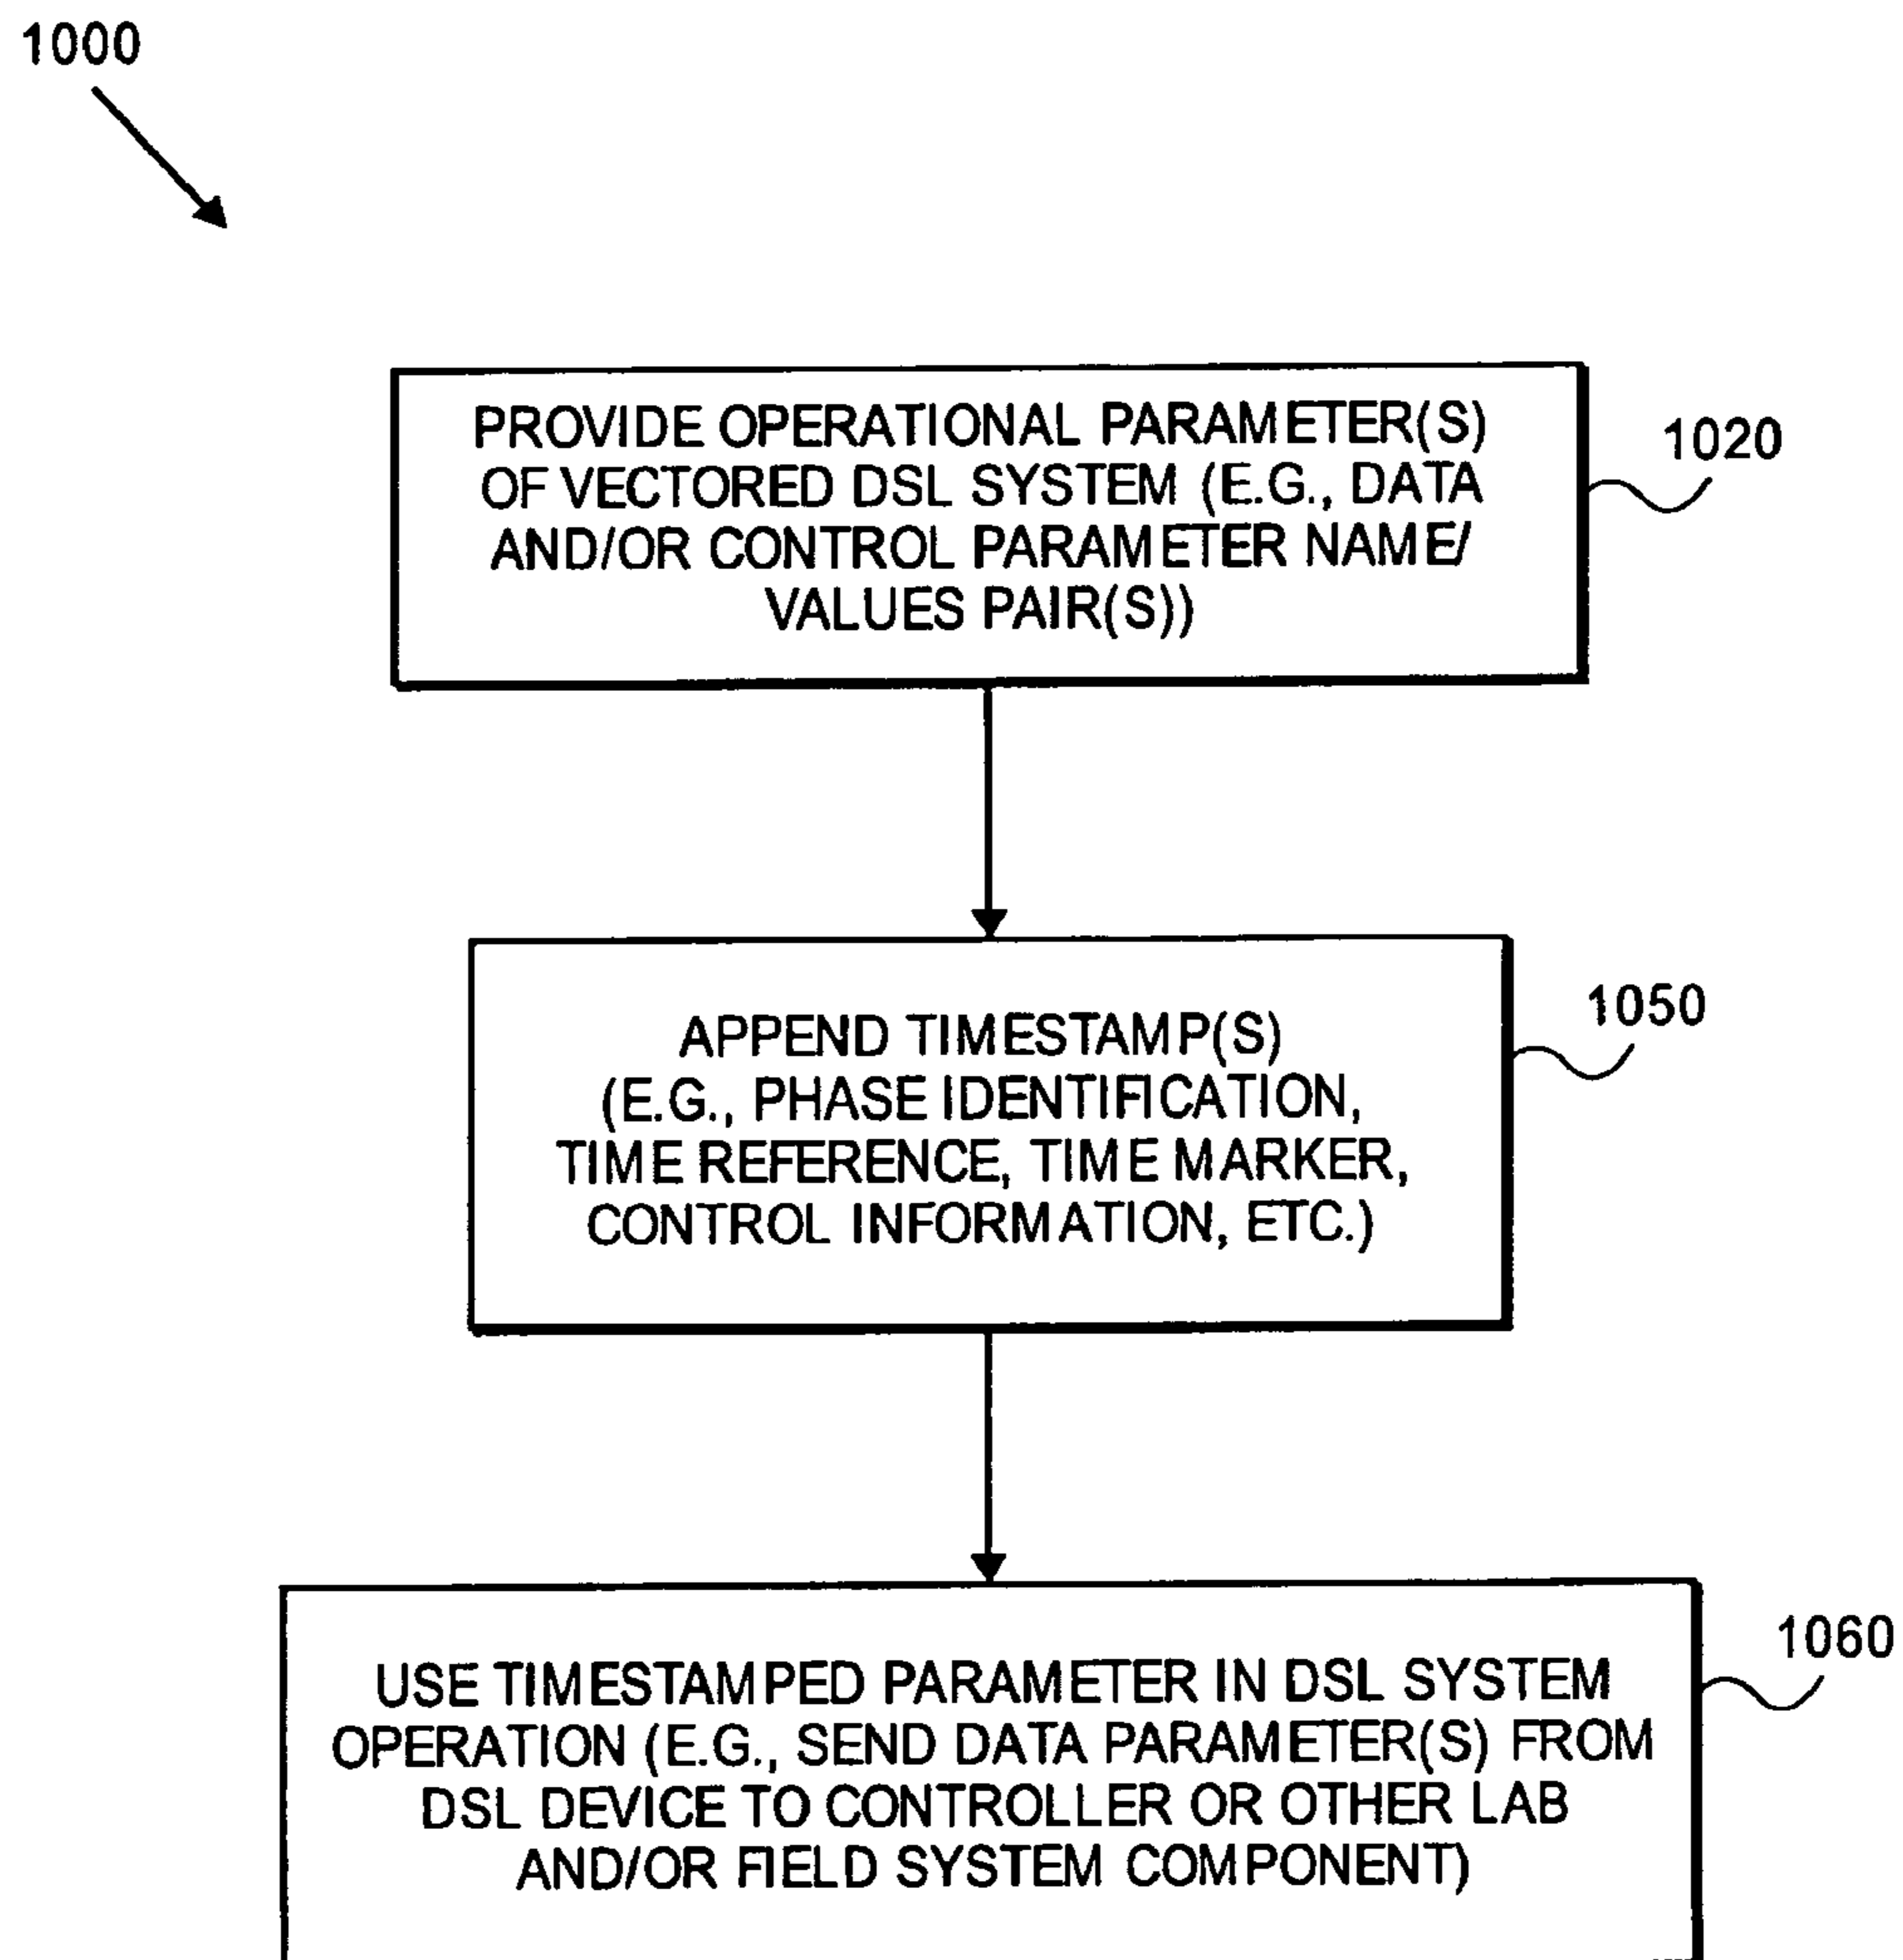 1000
PROVIDE OPERATIONAL PARAMETER(S)
OF VECTORED DSL SYSTEM (E.G., DATA
AND/OR CONTROL PARAMETER NAME/
VALUES PAIR(S))
1020
APPEND TIMESTAMP(S)
(E.G., PHASE IDENTIFICATION,
TIME REFERENCE, TIME MARKER,
CONTROL INFORMATION, ETC.)
1050
USE TIMESTAMPED PARAMETER IN DSL SYSTEM
OPERATION (E.G., SEND DATA PARAMETER(S) FROM
DSL DEVICE TO CONTROLLER OR OTHER LAB
AND/OR FIELD SYSTEM COMPONENT)
1060